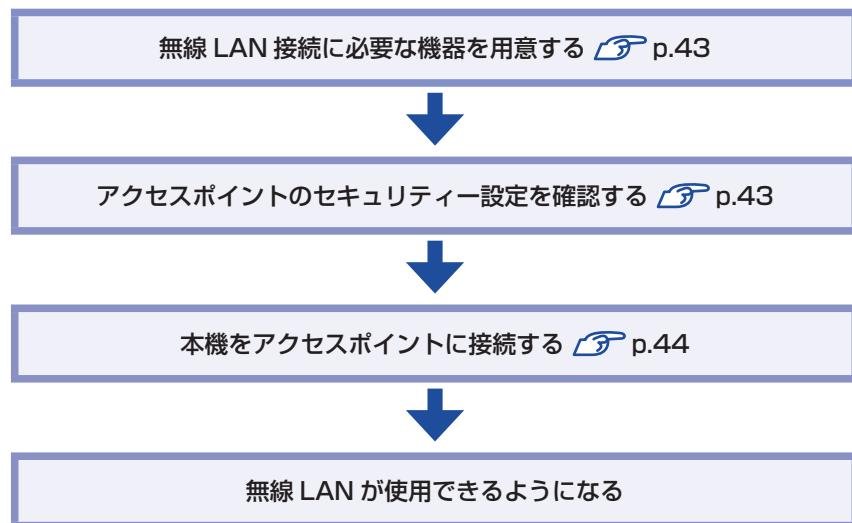 無線 LAN 接続に必要な機器を用意する p.43
アクセスポイントのセキュリティー設定を確認する p.43
本機をアクセスポイントに接続する p.44
無線 LAN が使用できるようになる